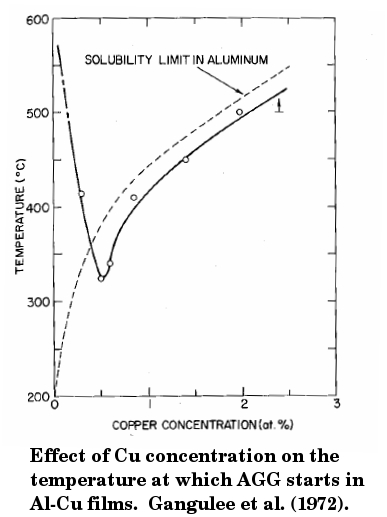 600
SOLUBILITY LIMIT IN ALUMINUM
500
400
300
200
TEMPERATURE (°C)
0 1 2 3
COPPER CONCENTRATION (at. %)
Effect of Cu concentration on the
temperature at which AGG starts in
Al-Cu films. Gangulee et al. (1972).